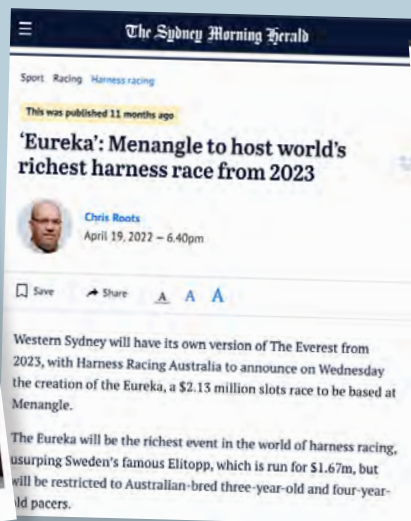 The Sydney Morning Herald
Sport Racing Harness racing
This was published 11 months ago
‘Eureka’: Menangle to host world’s
richest harness race from 2023
Chris Roots
April 19, 2022 – 6.40pm
Save Share A A A
Western Sydney will have its own version of The Everest from
2023, with Harness Racing Australia to announce on Wednesday
the creation of the Eureka, a $2.13 million slots race to be based at
Menangle.
The Eureka will be the richest event in the world of harness racing,
usurping Sweden’s famous Elitopp, which is run for $1.67m, but
will be restricted to Australian-bred three-year-old and four-year-
old pacers.